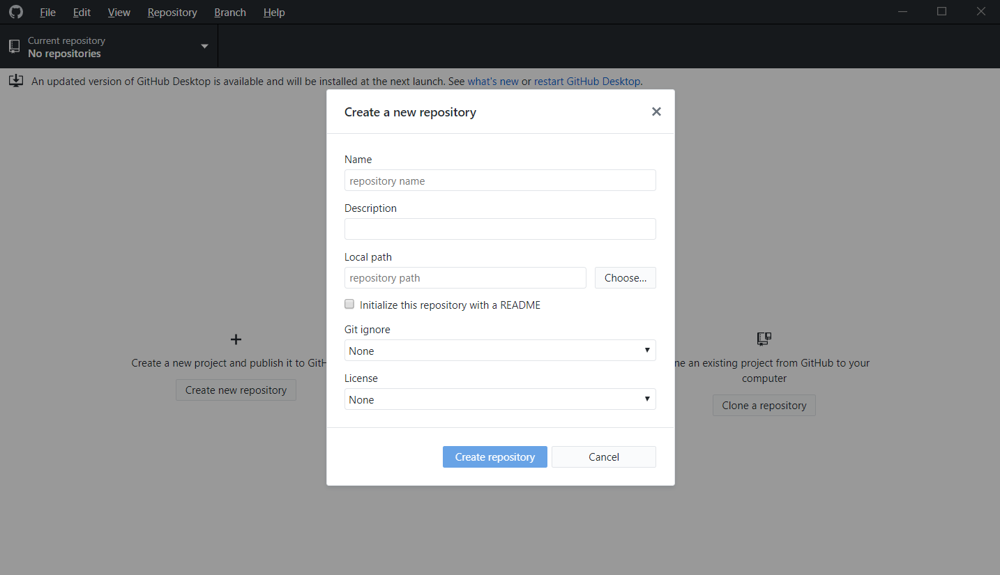 File Edit View Repository Branch Help
Current repository
No repositories
An updated version of GitHub Desktop is available and will be installed at the next launch. See what's new or restart GitHub Desktop.
Create a new repository
Name
repository name
Description
Local path
repository path
Choose...
Initialize this repository with a README
Git ignore
None
License
None
Create repository
Cancel
Create a new project and publish it to
Create new repository
an existing project from GitHub to your
computer
Clone a repository